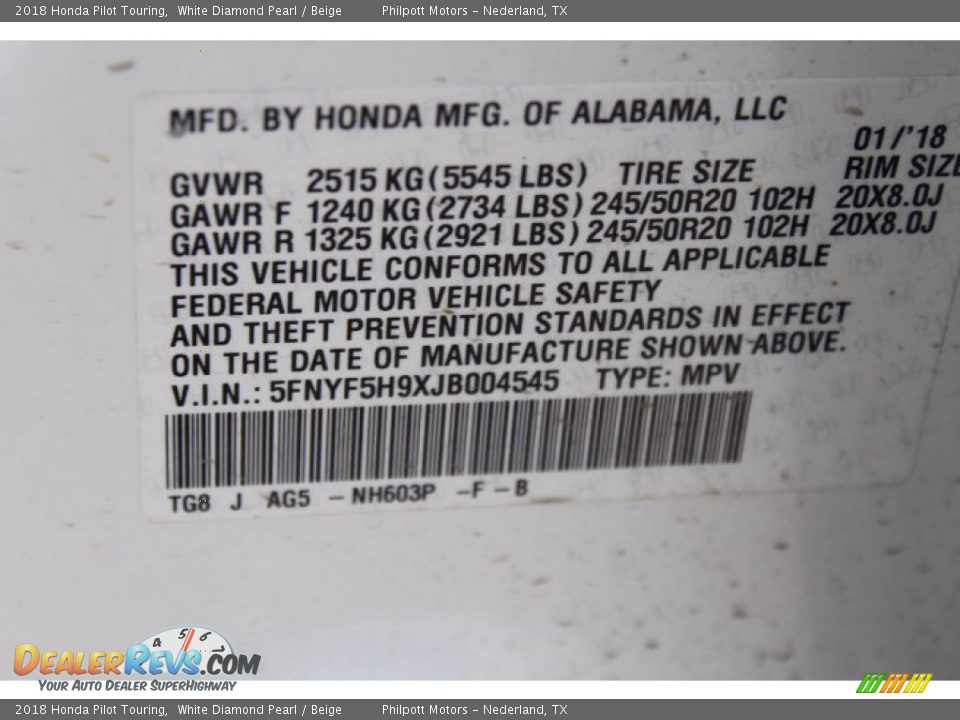 2018 Honda Pilot Touring, White Diamond Pearl / Beige Philpott Motors - Nederland, TX
MFD. BY HONDA MFG. OF ALABAMA, LLC
01/'18
GVWR 2515 KG (5545 LBS) TIRE SIZE RIM SIZE
GAWR F 1240 KG (2734 LBS) 245/50R20 102H 20X8.0J
GAWR R 1325 KG (2921 LBS) 245/50R20 102H 20X8.0J
THIS VEHICLE CONFORMS TO ALL APPLICABLE
FEDERAL MOTOR VEHICLE SAFETY
AND THEFT PREVENTION STANDARDS IN EFFECT
ON THE DATE OF MANUFACTURE SHOWN ABOVE.
V.I.N.: 5FNYF5H9XJB004545 TYPE: MPV
TG8 J AG5 - NH603P - F - B
4 5 6
DEALERREVS.COM
YOUR AUTO DEALER SUPERHIGHWAY
2018 Honda Pilot Touring, White Diamond Pearl / Beige Philpott Motors - Nederland, TX